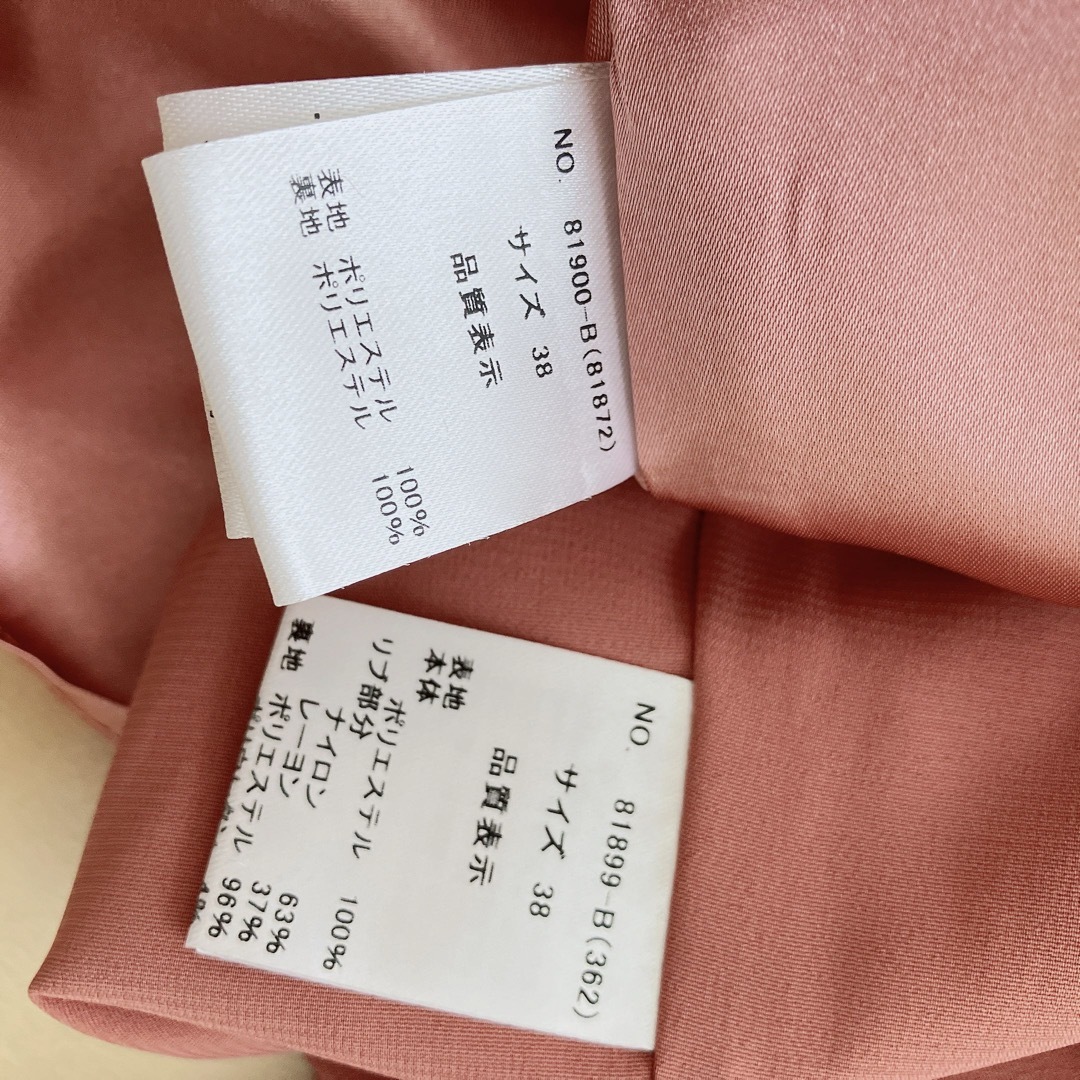 NO. 81900-B(81872)
サイズ 38
品質表示
表地 ポリエステル 100%
裏地 ポリエステル 100%
NO. 81899-B(362)
サイズ 38
品質表示
表地
本体
ポリエステル 100%
リブ部分
ナイロン 63%
レーヨン 37%
裏地 ポリエステル 96%